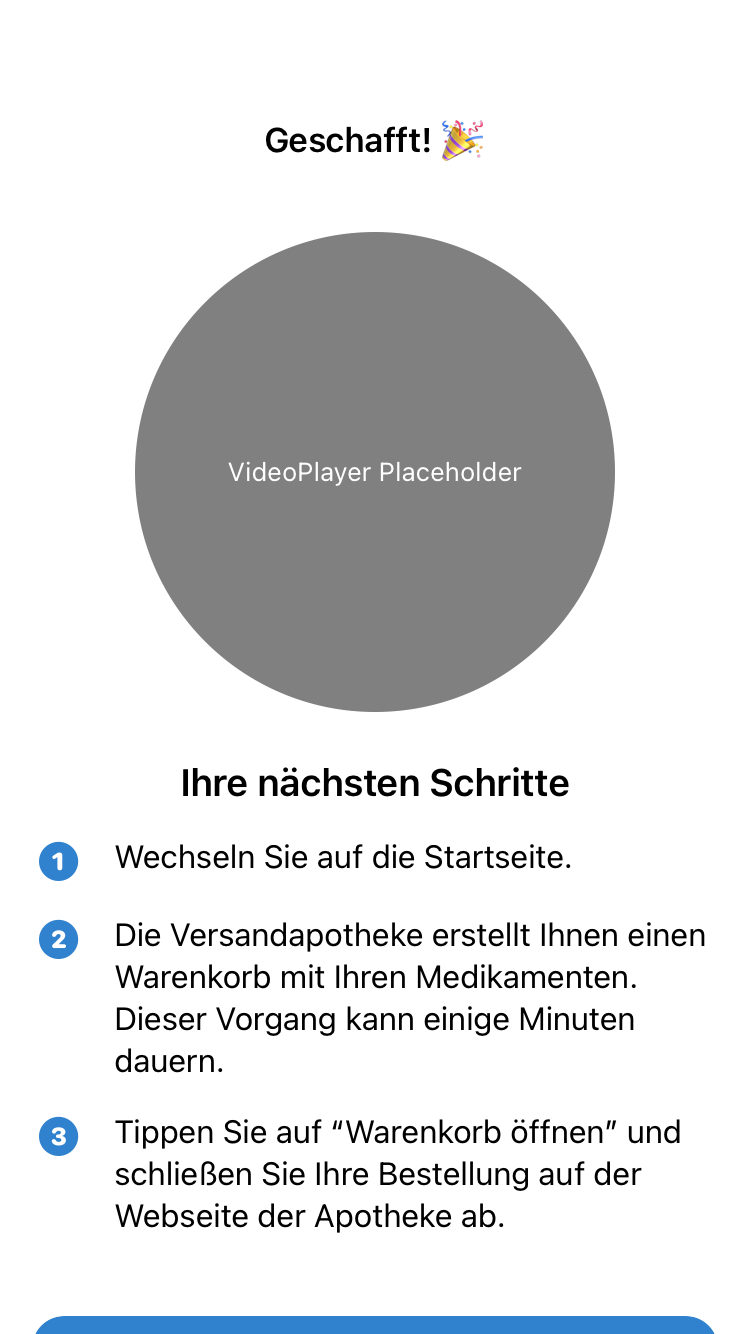 Geschafft! 🎉
VideoPlayer Placeholder
Ihre nächsten Schritte
1 Wechseln Sie auf die Startseite.
2 Die Versandapotheke erstellt Ihnen einen
Warenkorb mit Ihren Medikamenten.
Dieser Vorgang kann einige Minuten
dauern.
3 Tippen Sie auf “Warenkorb öffnen” und
schließen Sie Ihre Bestellung auf der
Webseite der Apotheke ab.